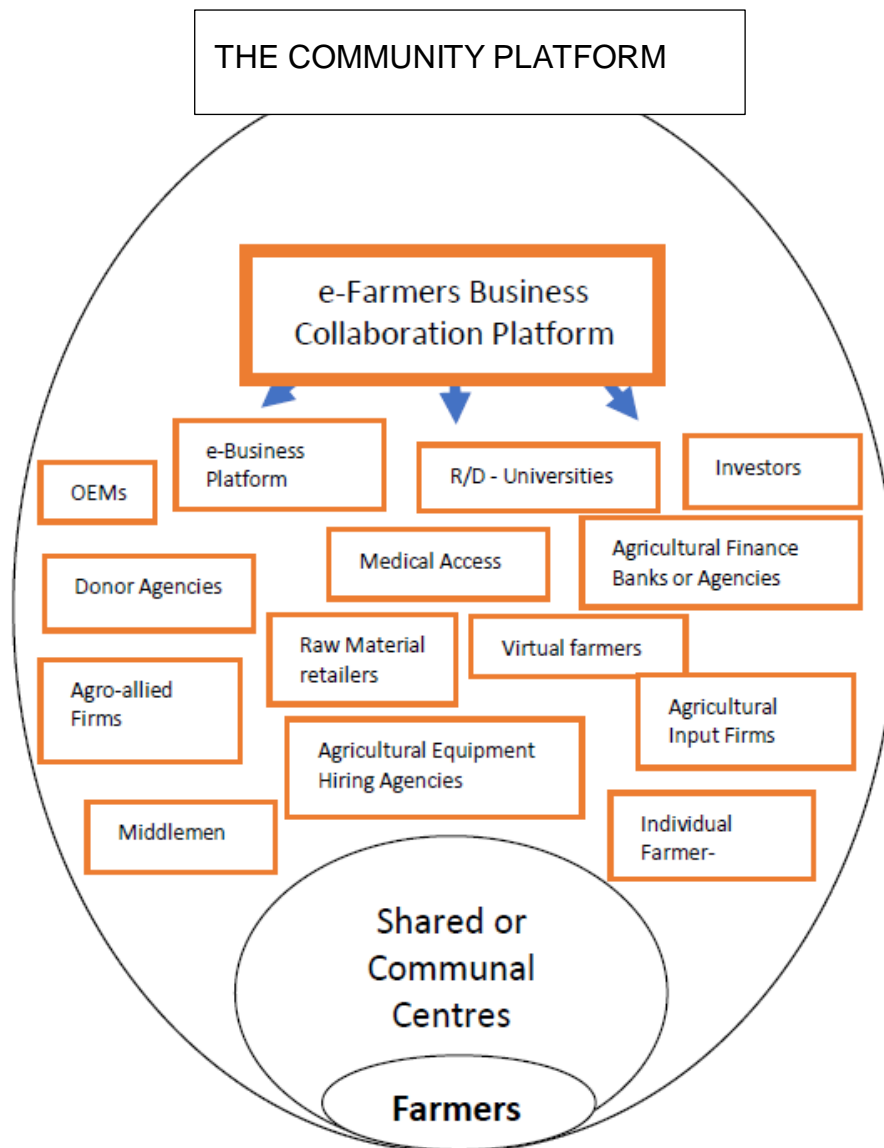 THE COMMUNITY PLATFORM
e-Farmers Business
Collaboration Platform
e-Business
Platform
R/D - Universities
Investors
OEMs
Medical Access
Agricultural Finance
Banks or Agencies
Donor Agencies
Raw Material
retailers
Virtual farmers
Agro-allied
Firms
Agricultural
Input Firms
Agricultural Equipment
Hiring Agencies
Middlemen
Individual
Farmer-
Shared or
Communal
Centres
Farmers